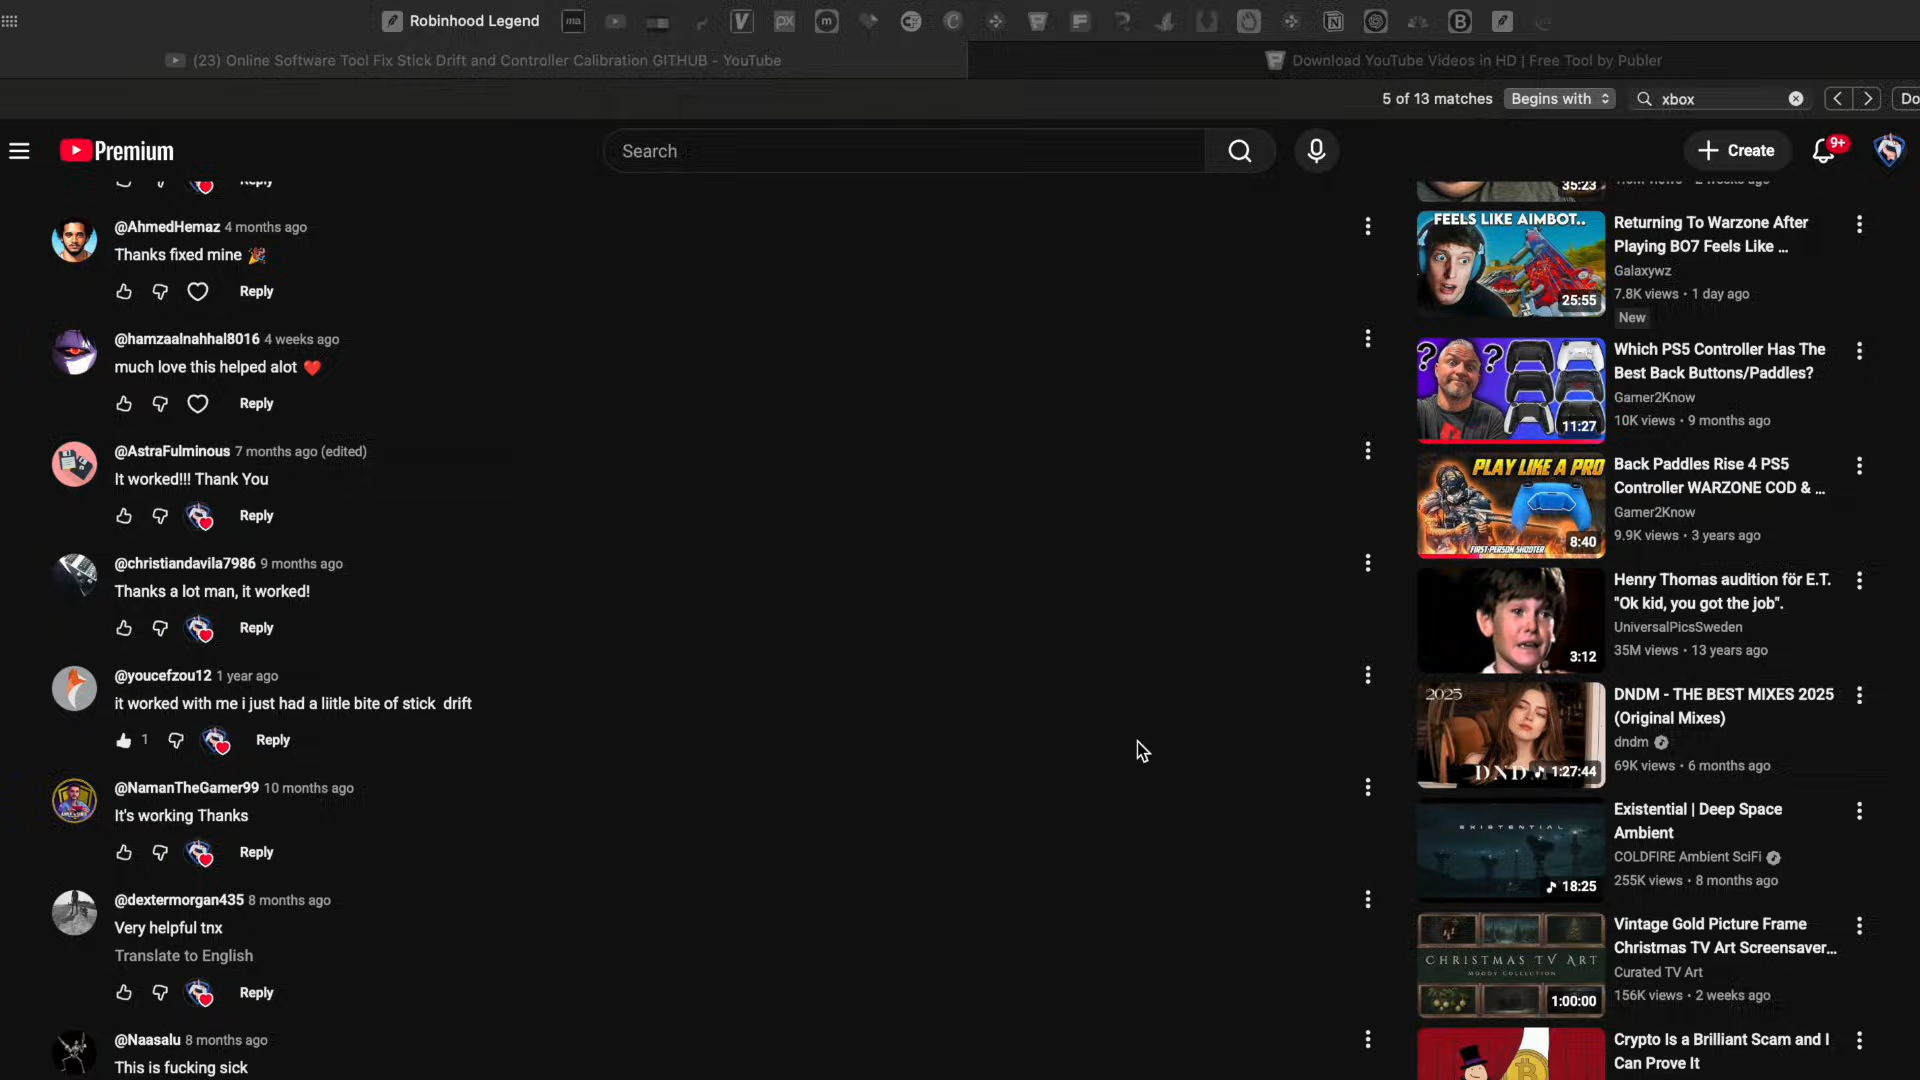 Robinhood Legend
(23) Online Software Tool Fix Stick Drift and Controller Calibration GITHUB - YouTube
Download YouTube Videos in HD | Free Tool by Publer
5 of 13 matches
Begins with
xbox
Do
Premium
Search
Create
9+
@AhmedHemaz 4 months ago
Thanks fixed mine 🎉
Reply
@hamzaalnahhal8016 4 weeks ago
much love this helped alot ❤️
Reply
@AstraFulminous 7 months ago (edited)
It worked!!! Thank You
Reply
@christiandavila7986 9 months ago
Thanks a lot man, it worked!
Reply
@youcefzou12 1 year ago
it worked with me i just had a liitle bite of stick drift
1
Reply
@NamanTheGamer99 10 months ago
It's working Thanks
Reply
@dextermorgan435 8 months ago
Very helpful tnx
Translate to English
Reply
@Naasalu 8 months ago
This is fucking sick
35:23
FEELS LIKE AIMBOT..
25:55
Returning To Warzone After
Playing BO7 Feels Like ...
Galaxywz
7.8K views • 1 day ago
New
11:27
Which PS5 Controller Has The
Best Back Buttons/Paddles?
Gamer2Know
10K views • 9 months ago
PLAY LIKE A PRO
FIRST-PERSON SHOOTER
8:40
Back Paddles Rise 4 PS5
Controller WARZONE COD & ...
Gamer2Know
9.9K views • 3 years ago
3:12
Henry Thomas audition för E.T.
"Ok kid, you got the job".
UniversalPicsSweden
35M views • 13 years ago
2025
DND
1:27:44
DNDM - THE BEST MIXES 2025
(Original Mixes)
dndm
69K views • 6 months ago
EXISTENTIAL
18:25
Existential | Deep Space
Ambient
COLDFIRE Ambient SciFi
255K views • 8 months ago
CHRISTMAS TV ART
MOODY COLLECTION
1:00:00
Vintage Gold Picture Frame
Christmas TV Art Screensaver...
Curated TV Art
156K views • 2 weeks ago
Crypto Is a Brilliant Scam and I
Can Prove It